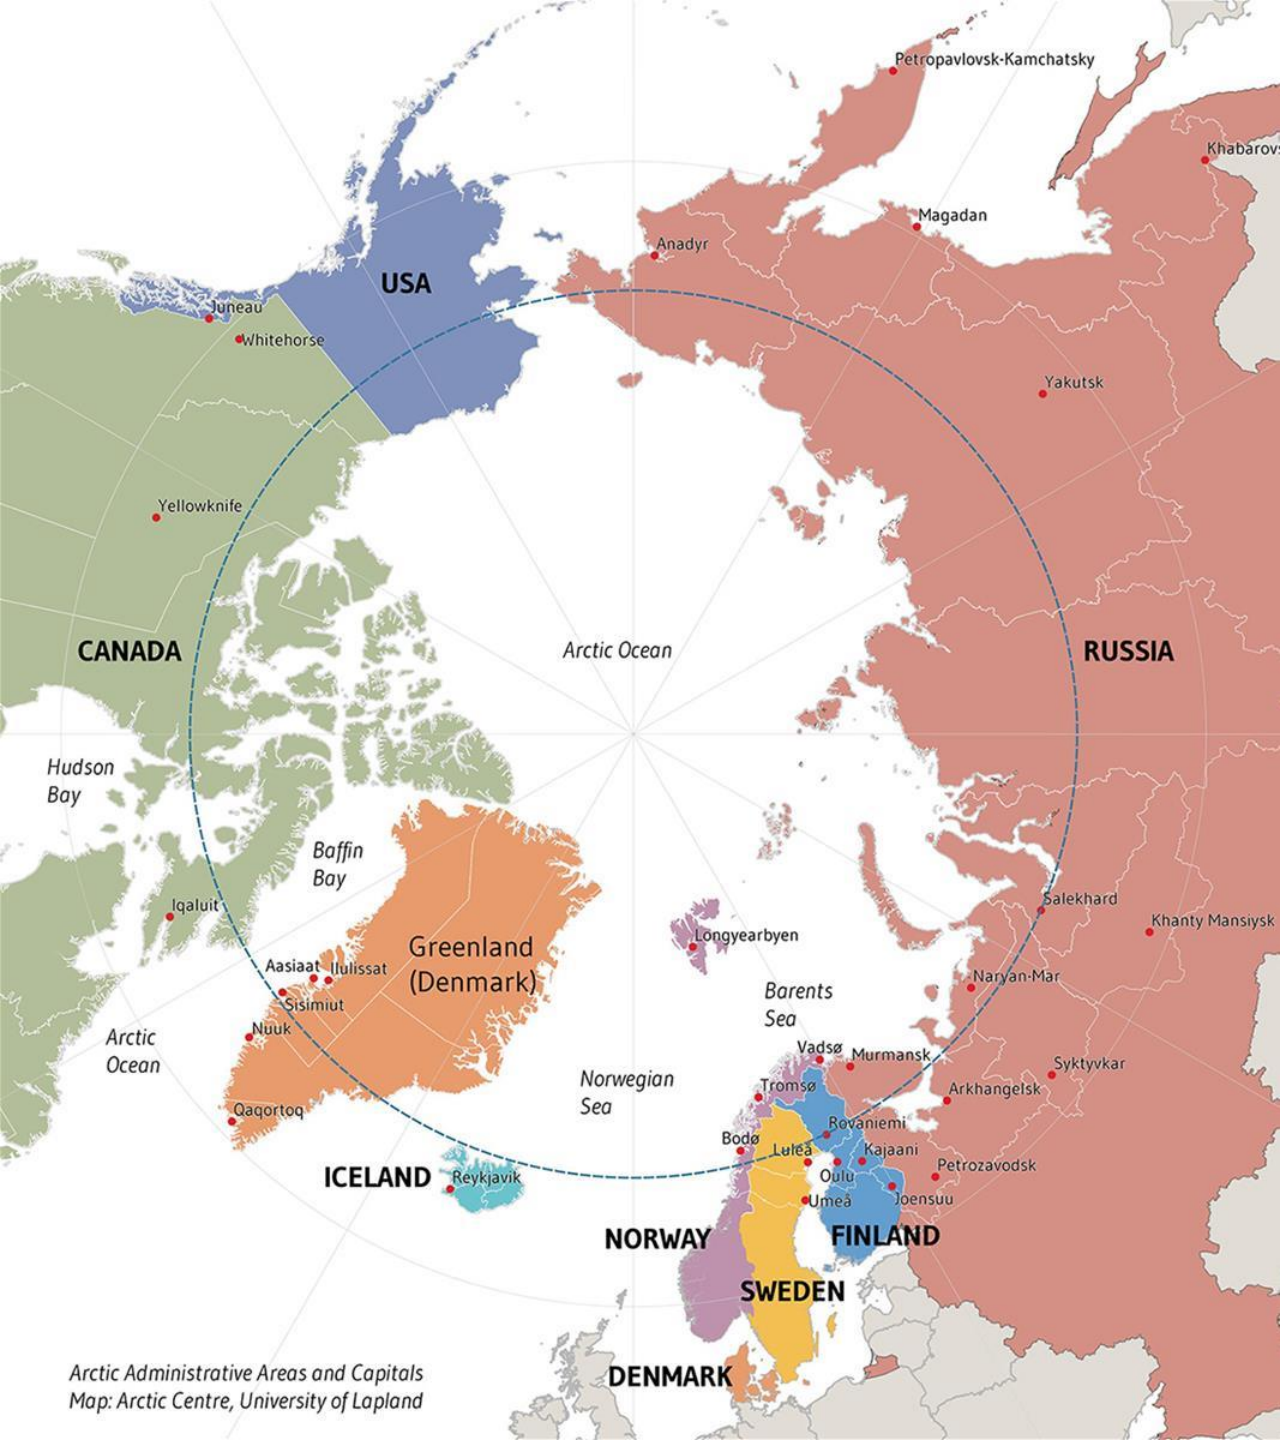 Petropavlovsk-Kamchatsky
Khabarovs
Magadan
Anadyr
USA
Juneau
Whitehorse
Yakutsk
Yellowknife
CANADA
Arctic Ocean
RUSSIA
Hudson
Bay
Baffin
Bay
Iqaluit
Salekhard
Khanty Mansiysk
Longyearbyen
Greenland
(Denmark)
Aasiaat
Ilulissat
Sisimiut
Naryan-Mar
Barents
Sea
Nuuk
Arctic
Ocean
Vadsø
Murmansk
Syktyvkar
Norwegian
Sea
Tromsø
Arkhangelsk
Qaqortoq
Rovaniemi
Bodø
Luleå
Kajaani
Petrozavodsk
ICELAND
Reykjavik
Oulu
Joensuu
Umeå
NORWAY
FINLAND
SWEDEN
DENMARK
Arctic Administrative Areas and Capitals
Map: Arctic Centre, University of Lapland